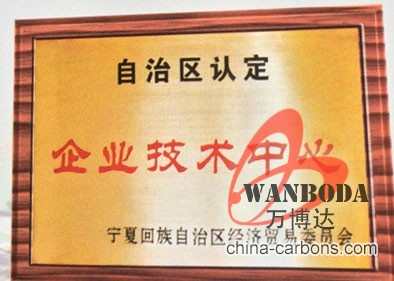 自治区认定
企业技术中心
WANBODA
万博达
宁夏回族自治区经济贸易委员会
china-carbons.com